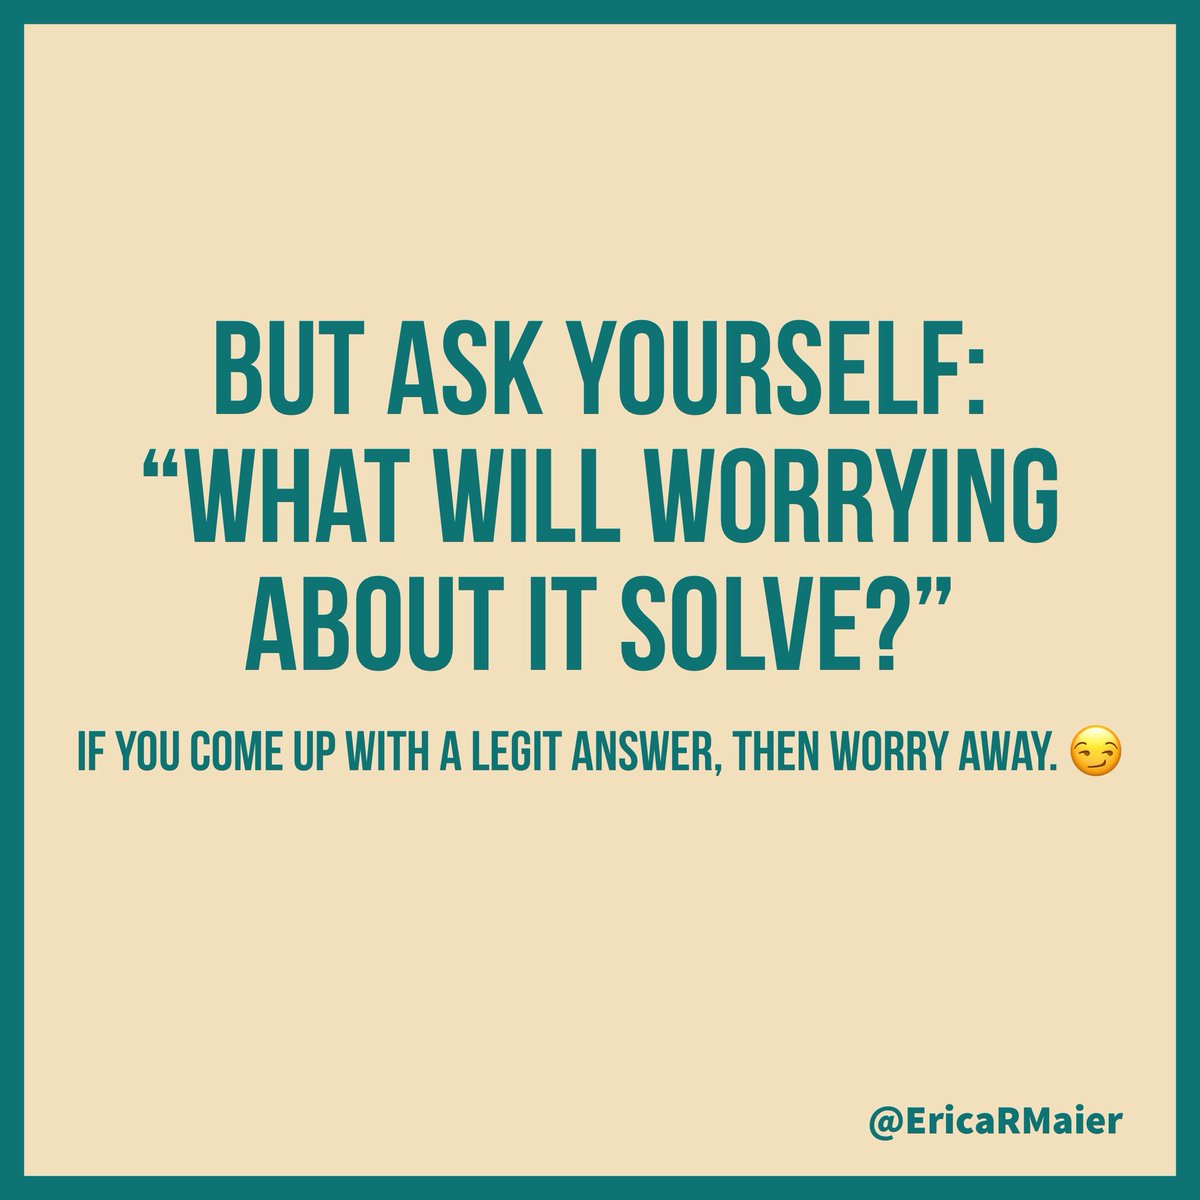 BUT ASK YOURSELF:
“WHAT WILL WORRYING
ABOUT IT SOLVE?”
IF YOU COME UP WITH A LEGIT ANSWER, THEN WORRY AWAY. 😏
@EricaRMaier